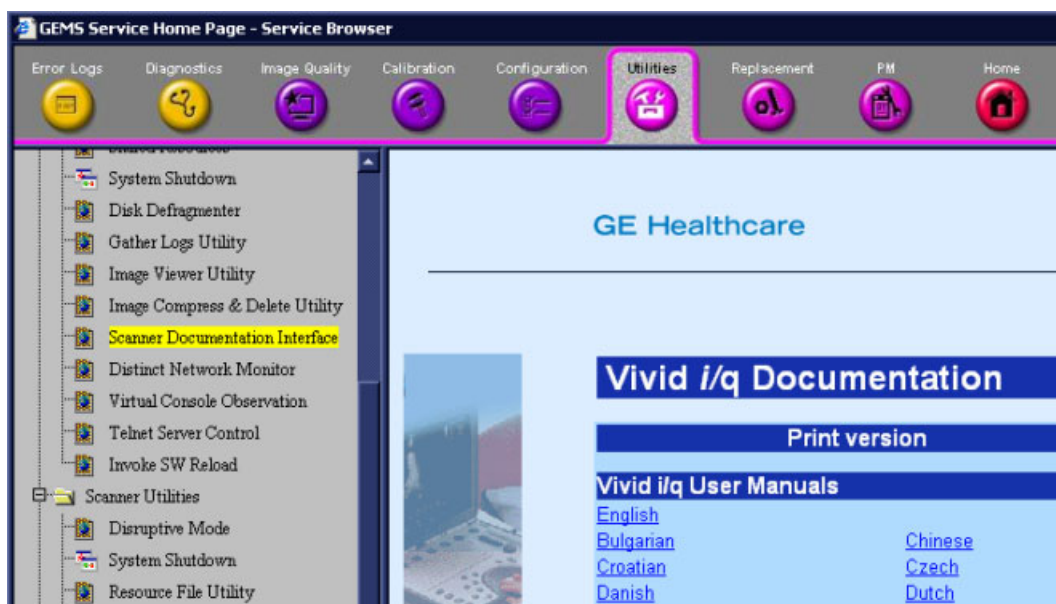 GEMS Service Home Page - Service Browser
Error Logs Diagnostics Image Quality Calibration Configuration Utilities Replacement PM Home
System Shutdown
Disk Defragmenter
Gather Logs Utility
Image Viewer Utility
Image Compress & Delete Utility
Scanner Documentation Interface
Distinct Network Monitor
Virtual Console Observation
Telnet Server Control
Invoke SW Reload
Scanner Utilities
Disruptive Mode
System Shutdown
Resource File Utility
GE Healthcare
Vivid i/q Documentation
Print version
Vivid i/q User Manuals
English
Bulgarian Chinese
Croatian Czech
Danish Dutch